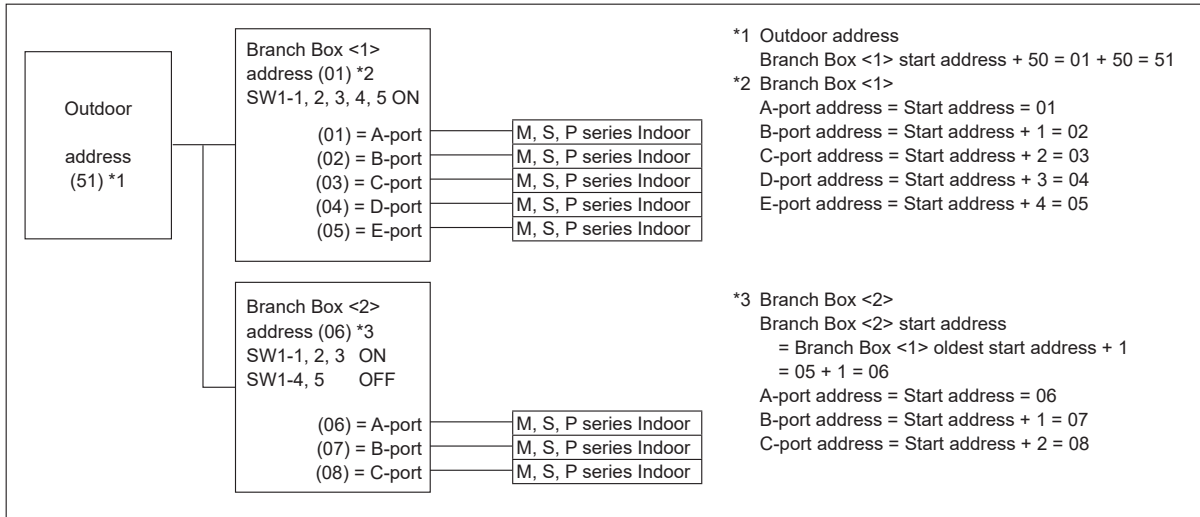 Outdoor
address
(51) *1
Branch Box <1>
address (01) *2
SW1-1, 2, 3, 4, 5 ON
(01) = A-port
M, S, P series Indoor
(02) = B-port
M, S, P series Indoor
(03) = C-port
M, S, P series Indoor
(04) = D-port
M, S, P series Indoor
(05) = E-port
M, S, P series Indoor
*1 Outdoor address
Branch Box <1> start address + 50 = 01 + 50 = 51
*2 Branch Box <1>
A-port address = Start address = 01
B-port address = Start address + 1 = 02
C-port address = Start address + 2 = 03
D-port address = Start address + 3 = 04
E-port address = Start address + 4 = 05
Branch Box <2>
address (06) *3
SW1-1, 2, 3 ON
SW1-4, 5 OFF
(06) = A-port
M, S, P series Indoor
(07) = B-port
M, S, P series Indoor
(08) = C-port
M, S, P series Indoor
*3 Branch Box <2>
Branch Box <2> start address
= Branch Box <1> oldest start address + 1
= 05 + 1 = 06
A-port address = Start address = 06
B-port address = Start address + 1 = 07
C-port address = Start address + 2 = 08